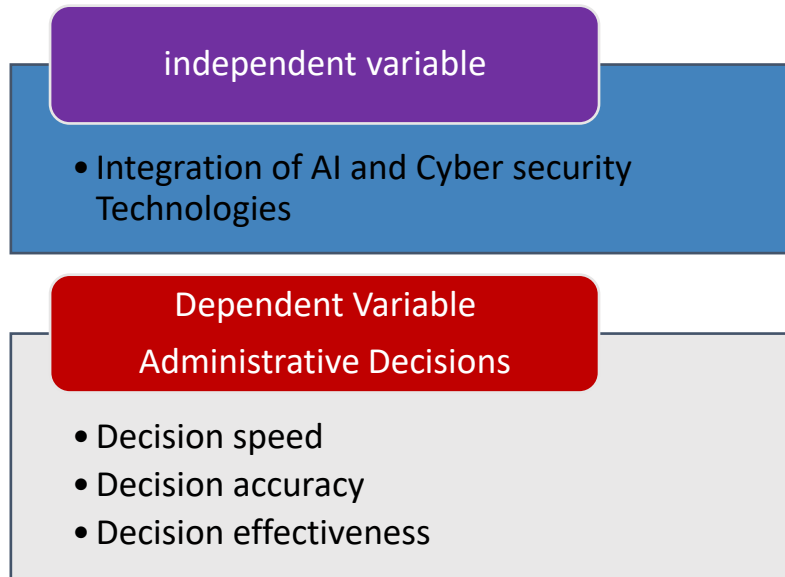 independent variable
• Integration of AI and Cyber security
Technologies
Dependent Variable
Administrative Decisions
• Decision speed
• Decision accuracy
• Decision effectiveness